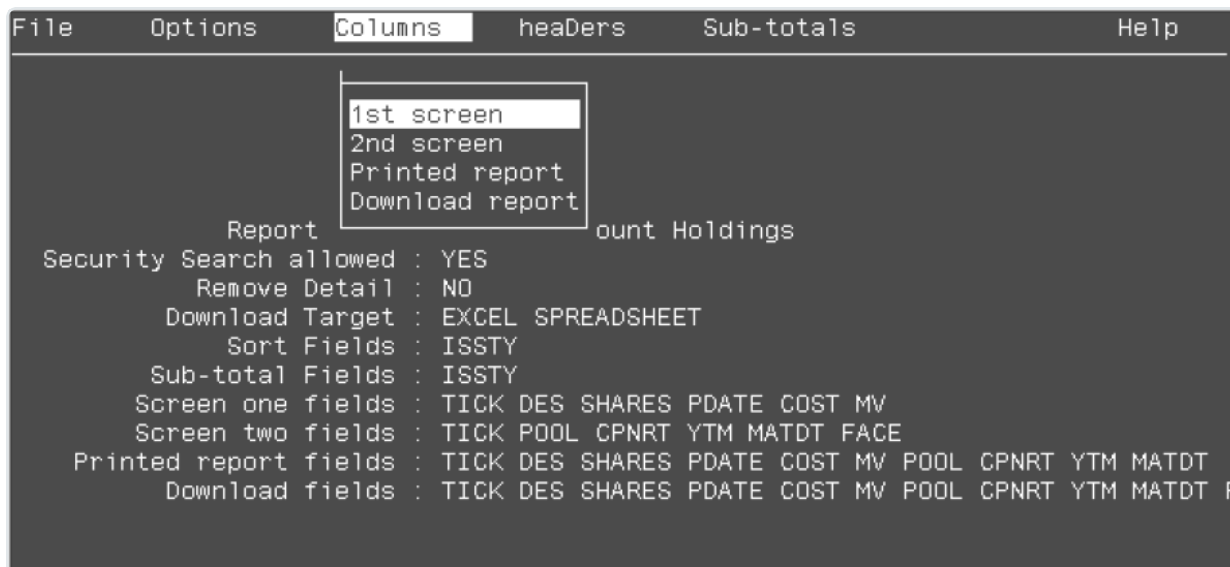 File Options Columns heaDers Sub-totals Help
1st screen
2nd screen
Printed report
Download report
Report ount Holdings
Security Search allowed : YES
Remove Detail : NO
Download Target : EXCEL SPREADSHEET
Sort Fields : ISSTY
Sub-total Fields : ISSTY
Screen one fields : TICK DES SHARES PDATE COST MV
Screen two fields : TICK POOL CPNRT YTM MATDT FACE
Printed report fields : TICK DES SHARES PDATE COST MV POOL CPNRT YTM MATDT
Download fields : TICK DES SHARES PDATE COST MV POOL CPNRT YTM MATDT F